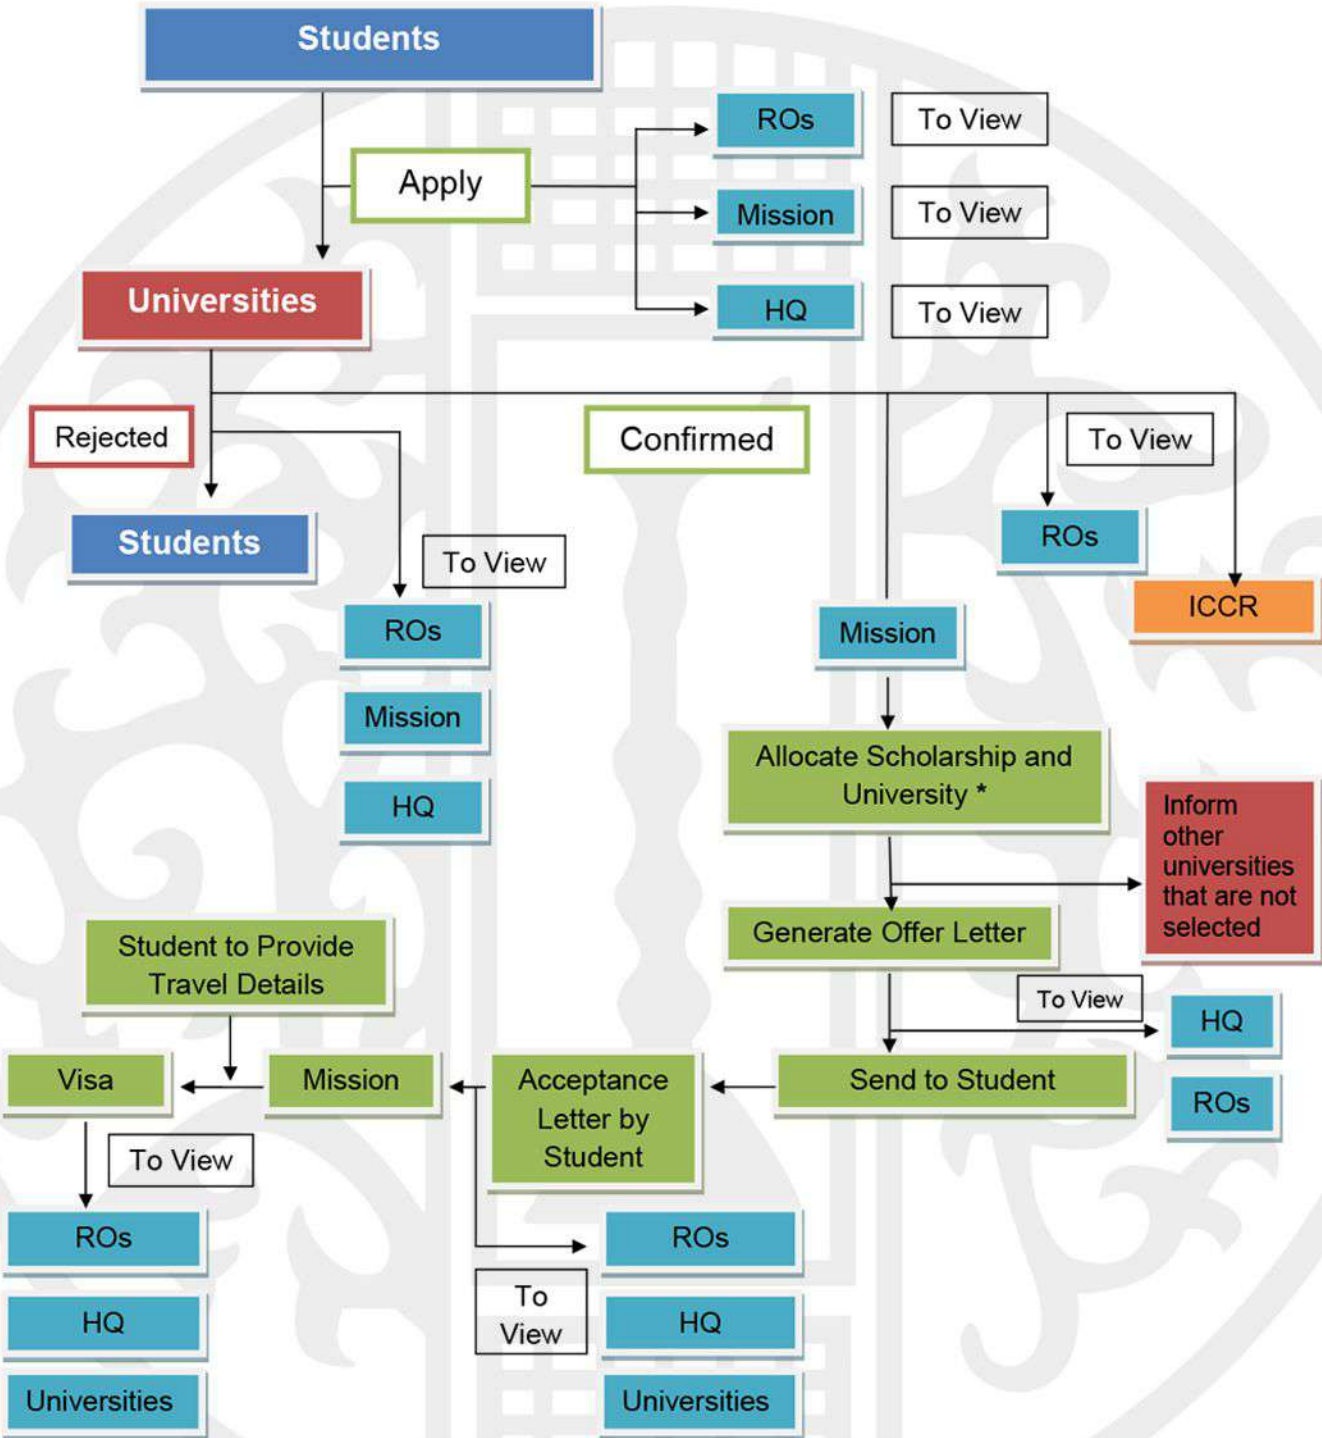 Students
ROs
To View
Apply
Mission
To View
Universities
HQ
To View
Rejected
Confirmed
To View
Students
To View
ROs
ICCR
ROs
Mission
Mission
HQ
Allocate Scholarship and
University *
Inform
other
universities
that are not
selected
Generate Offer Letter
Student to Provide
Travel Details
To View
HQ
Visa
Mission
Acceptance
Letter by
Student
Send to Student
ROs
To View
ROs
HQ
Universities
To
View
ROs
HQ
Universities